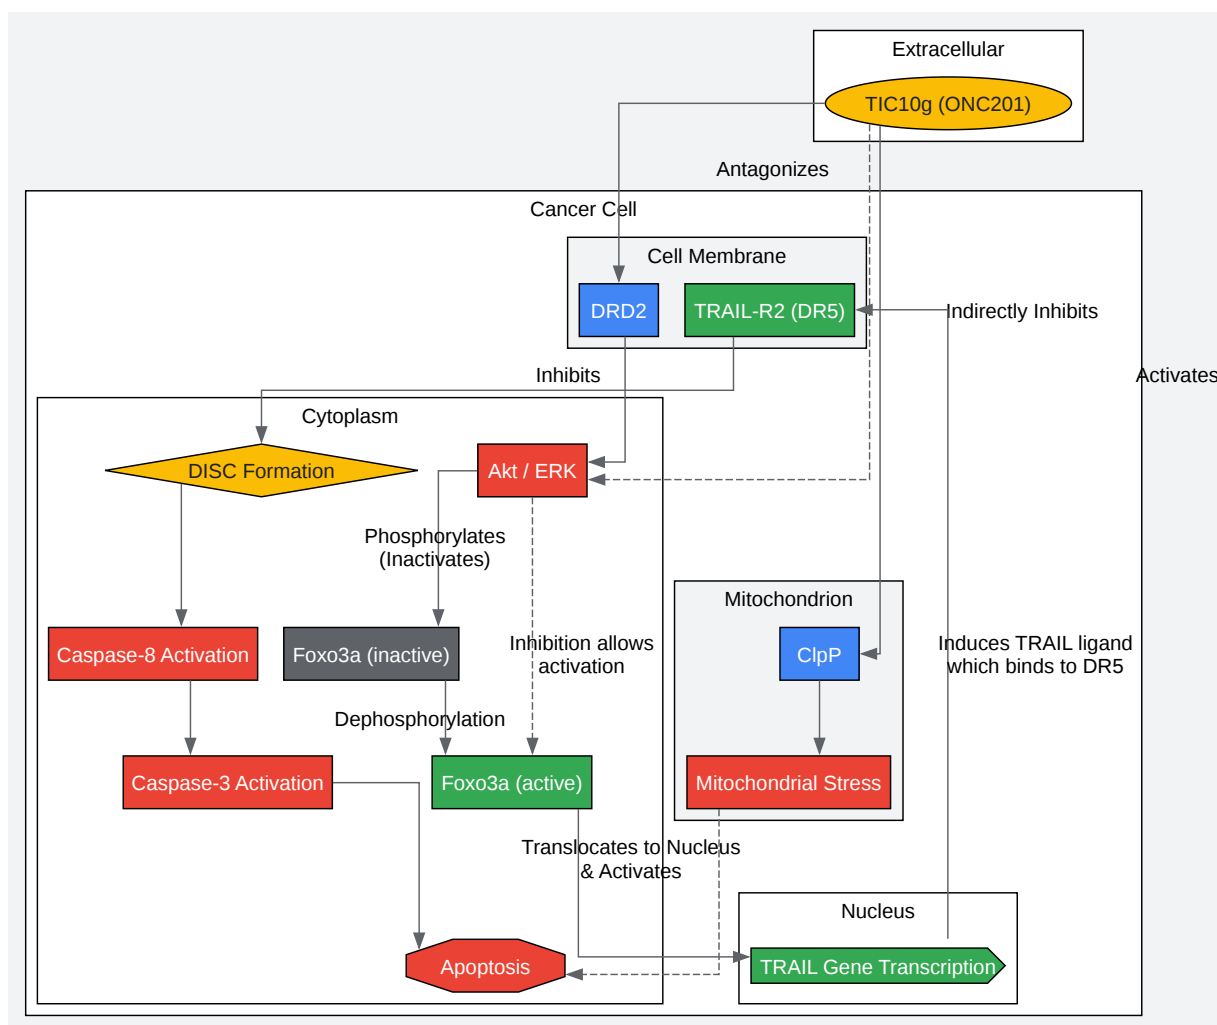 Extracellular
TIC10g (ONC201)
Antagonizes
Cancer Cell
Cell Membrane
DRD2
TRAIL-R2 (DR5)
Indirectly Inhibits
Inhibits
Activates
Cytoplasm
DISC Formation
Akt / ERK
Phosphorylates
(Inactivates)
Mitochondrion
Caspase-8 Activation
Foxo3a (inactive)
Inhibition allows
activation
ClpP
Induces TRAIL ligand
which binds to DR5
Dephosphorylation
Caspase-3 Activation
Foxo3a (active)
Mitochondrial Stress
Translocates to Nucleus
& Activates
Nucleus
Apoptosis
TRAIL Gene Transcription